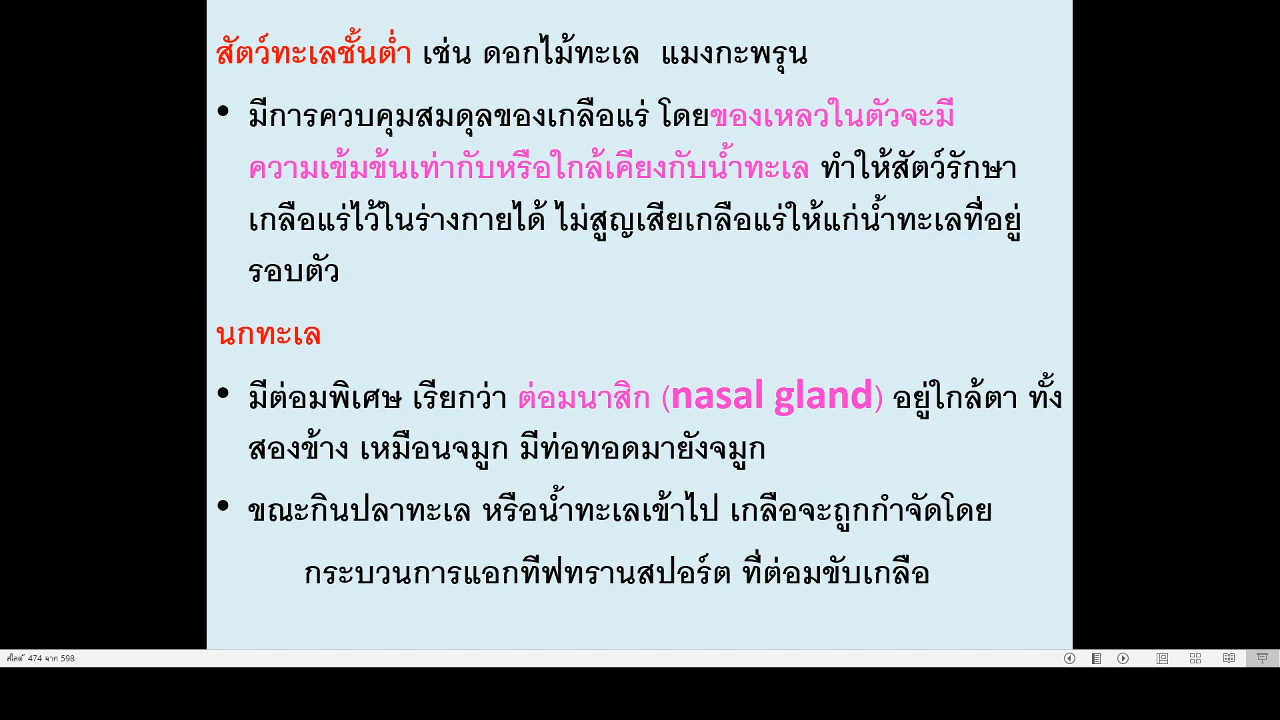 สัตว์ทะเลชั้นต่ำ เช่น ดอกไม้ทะเล แมงกะพรุน
• มีการควบคุมสมดุลของเกลือแร่ โดยของเหลวในตัวจะมี
ความเข้มข้นเท่ากับหรือใกล้เคียงกับน้ำทะเล ทำให้สัตว์รักษา
เกลือแร่ไว้ในร่างกายได้ ไม่สูญเสียเกลือแร่ให้แก่น้ำทะเลที่อยู่
รอบตัว
นกทะเล
• มีต่อมพิเศษ เรียกว่า ต่อมนาสิก (nasal gland) อยู่ใกล้ตา ทั้ง
สองข้าง เหมือนจมูก มีท่อทอดมายังจมูก
• ขณะกินปลาทะเล หรือน้ำทะเลเข้าไป เกลือจะถูกกำจัดโดย
กระบวนการแอกทีฟทรานสปอร์ต ที่ต่อมขับเกลือ
สไลด์ 474 จาก 598